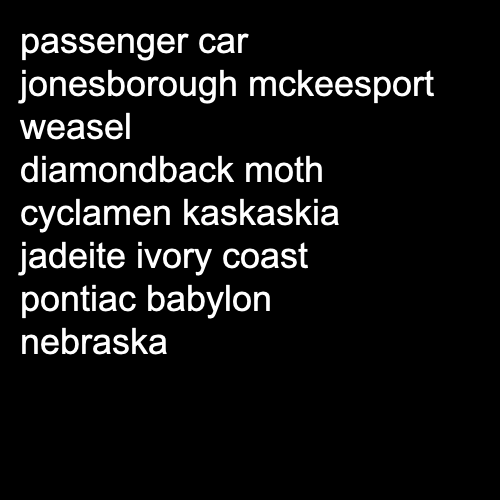 passenger car
jonesborough mckeesport
weasel
diamondback moth
cyclamen kaskaskia
jadeite ivory coast
pontiac babylon
nebraska